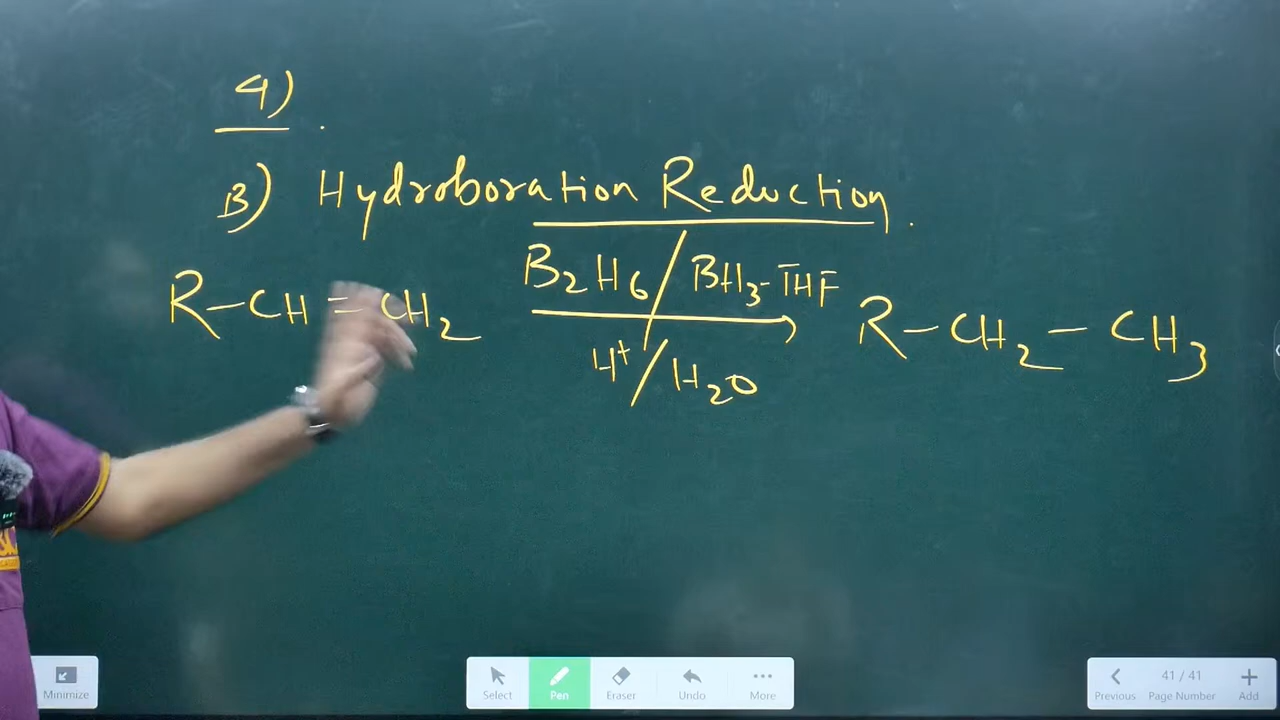 4)
B) Hydroboration Reduction.
R-CH=CH2 B2H6/BH3-THF R-CH2-CH3
H+/H2O
Minimize
Select Pen Eraser Undo More
Previous 41 / 41 Page Number Add